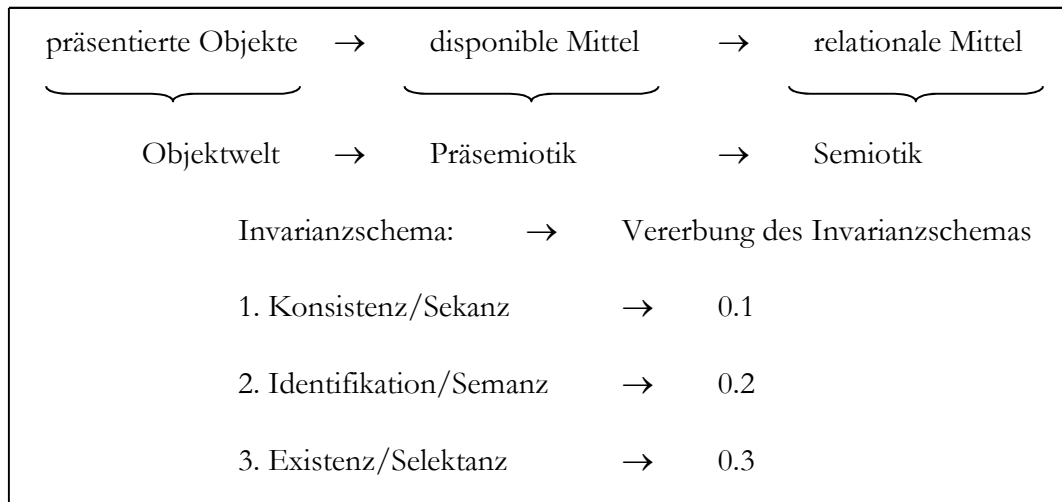 präsentierte Objekte → disponible Mittel → relationale Mittel
Objektwelt → Präsemiotik → Semiotik
Invarianzschema: → Vererbung des Invarianzschemas
1. Konsistenz/Sekanz → 0.1
2. Identifikation/Semanz → 0.2
3. Existenz/Selektanz → 0.3